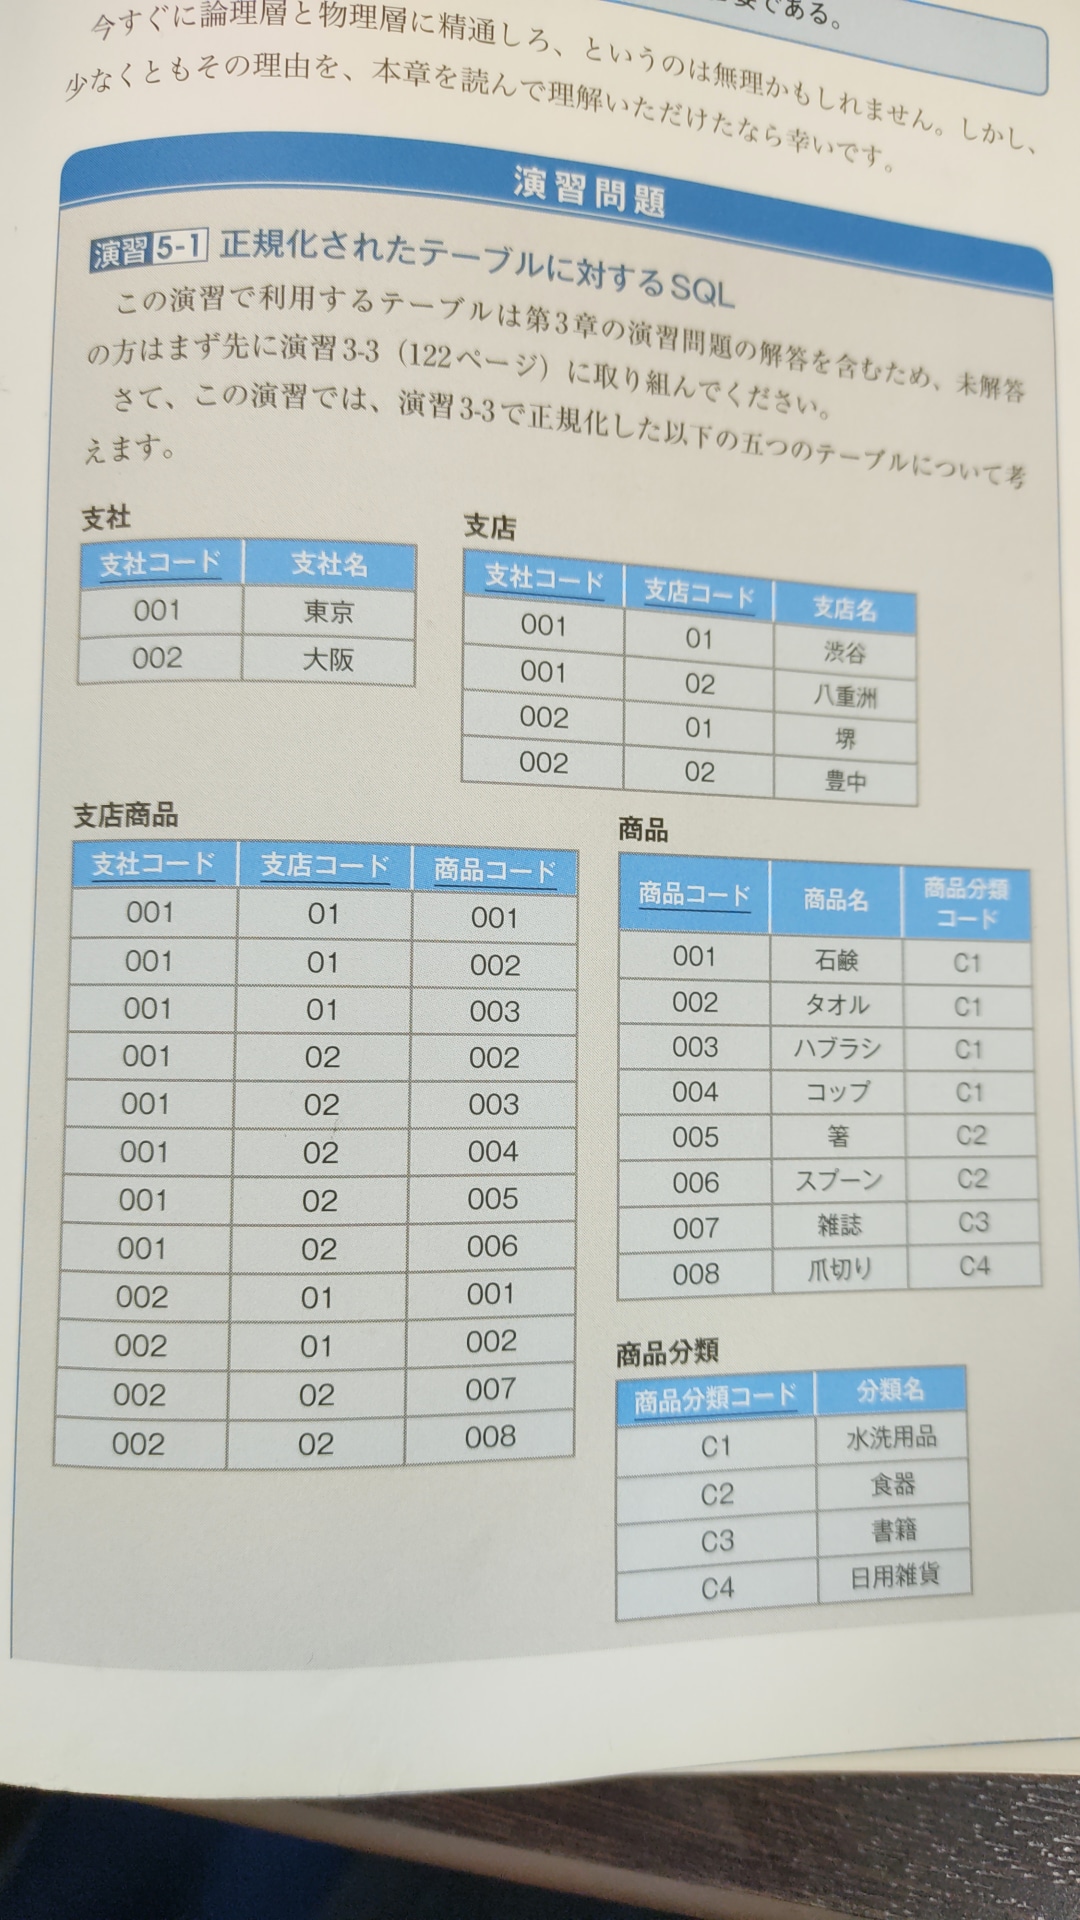 である。
今すぐに論理層と物理層に精通しろ、というのは無理かもしれません。しかし、
少なくともその理由を、本章を読んで理解いただけたなら幸いです。
演習問題
演習 5-1 正規化されたテーブルに対するSQL
この演習で利用するテーブルは第3章の演習問題の解答を含むため、未解答
の方はまず先に演習3-3（122ページ）に取り組んでください。
さて、この演習では、演習3-3で正規化した以下の五つのテーブルについて考
えます。
支社
支社コード 支社名
001 東京
002 大阪
支店
支社コード 支店コード 支店名
001 01 渋谷
001 02 八重洲
002 01 堺
002 02 豊中
支店商品
支社コード 支店コード 商品コード
001 01 001
001 01 002
001 01 003
001 02 002
001 02 003
001 02 004
001 02 005
001 02 006
002 01 001
002 01 002
002 02 007
002 02 008
商品
商品コード 商品名 商品分類
コード
001 石鹸 C1
002 タオル C1
003 ハブラシ C1
004 コップ C1
005 箸 C2
006 スプーン C2
007 雑誌 C3
008 爪切り C4
商品分類
商品分類コード 分類名
C1 水洗用品
C2 食器
C3 書籍
C4 日用雑貨